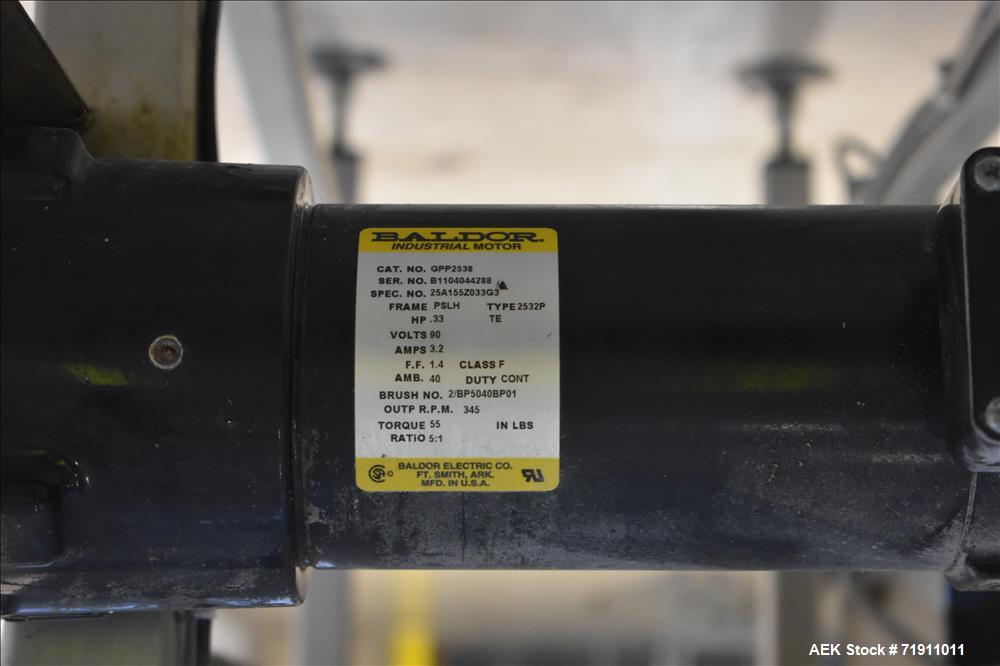 BALDOR.
INDUSTRIAL MOTOR
CAT. NO. GPP2538
SER. NO. B1104044288
SPEC. NO. 25A155Z033G3
FRAME PSLH TYPE 2532P
HP .33 TE
VOLTS 90
AMPS 3.2
F.F. 1.4 CLASS F
AMB. 40 DUTY CONT
BRUSH NO. 2/BP5040BP01
OUTP R.P.M. 345
TORQUE 55 IN LBS
RATIO 5:1
BALDOR ELECTRIC CO.
FT. SMITH, ARK.
MFD. IN U.S.A.
AEK Stock #71911011